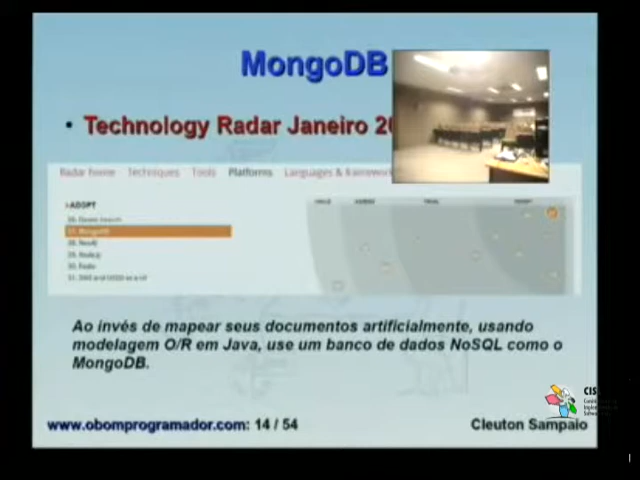 MongoDB
• Technology Radar Janeiro 20
Radar home Techniques Tools Platforms Languages & frameworks
ADOPT
MongoDB
Ao invés de mapear seus documentos artificialmente, usando
modelagem O/R em Java, use um banco de dados NoSQL como o
MongoDB.
CIS
www.obomprogramador.com: 14 / 54
Cleuton Sampaio